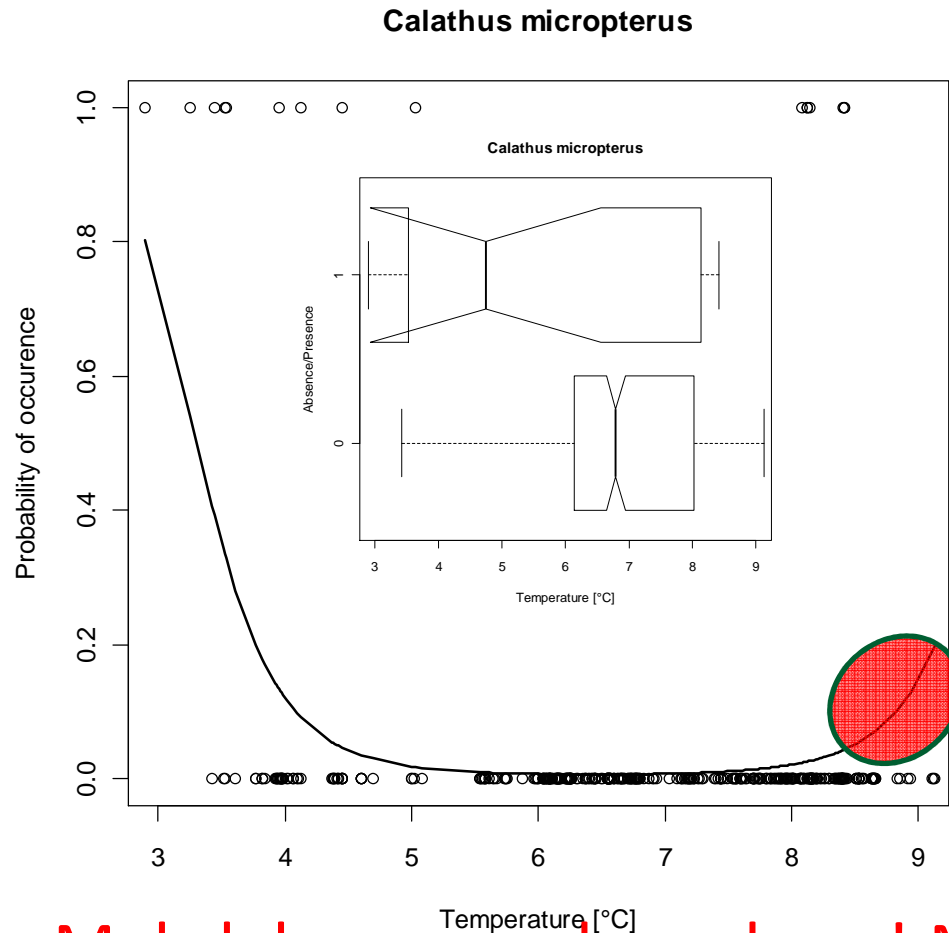 Calathus micropterus
1.0
0.8
0.6
0.4
0.2
0.0
Probability of occurence
Calathus micropterus
1
0
Absence/Presence
3 4 5 6 7 8 9
Temperature [°C]
3 4 5 6 7 8 9
Temperature [°C]